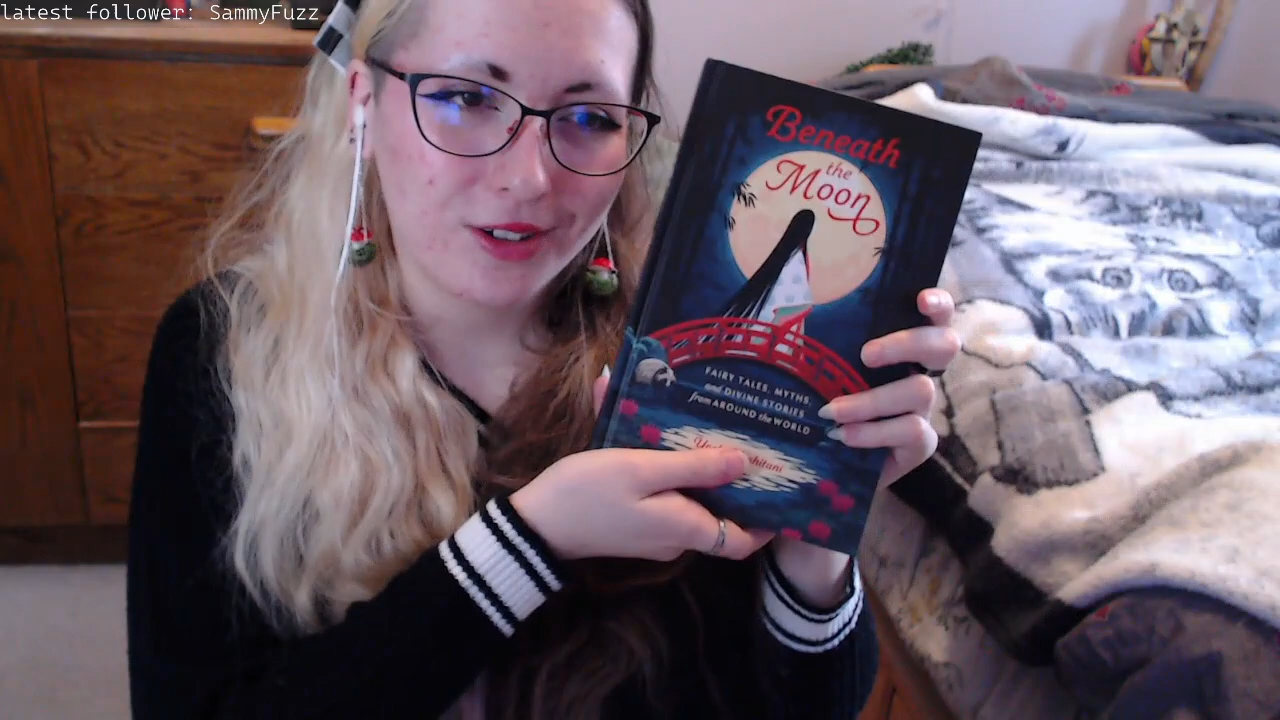 latest follower: SammyFuzz
Beneath
the
Moon
FAIRY TALES, MYTHS,
and DIVINE STORIES
from AROUND the WORLD